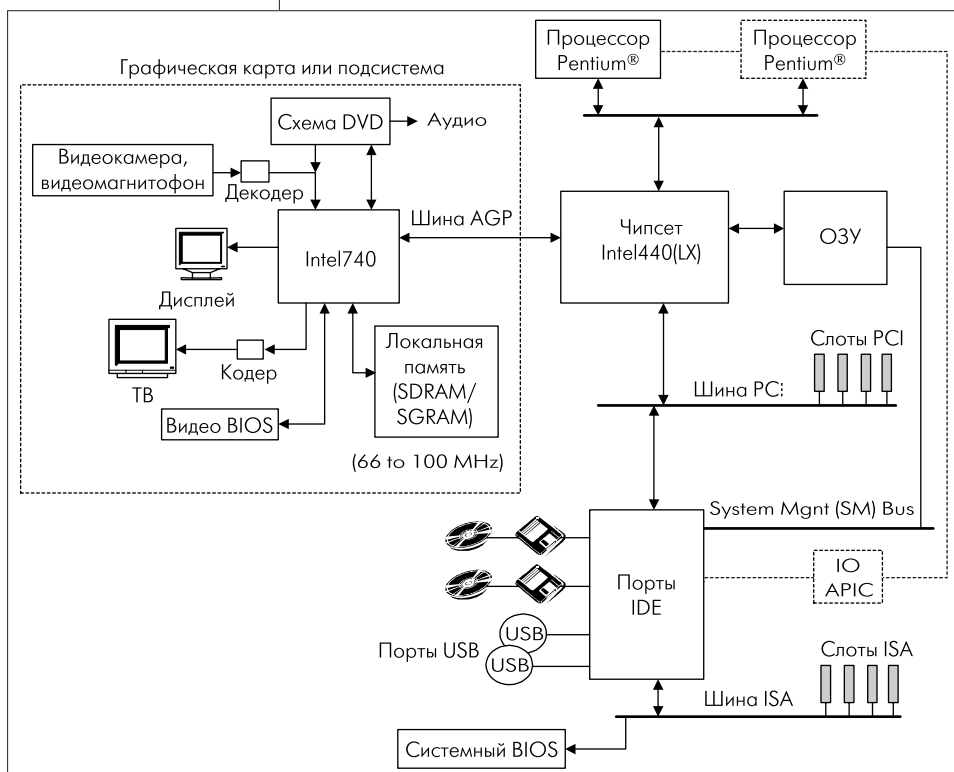 Процессор
Pentium®
Процессор
Pentium®
Графическая карта или подсистема
Схема DVD
Аудио
Видеокамера,
видеомагнитофон
Декодер
Шина AGP
Intel740
Чипсет
Intel440(LX)
ОЗУ
Дисплей
ТВ
Кодер
Локальная
память
(SDRAM/
SGRAM)
Видео BIOS
(66 to 100 MHz)
Слоты PCI
Шина PCI
System Mgnt (SM) Bus
Порты
IDE
IO
APIC
Порты USB
USB
USB
Слоты ISA
Шина ISA
Системный BIOS